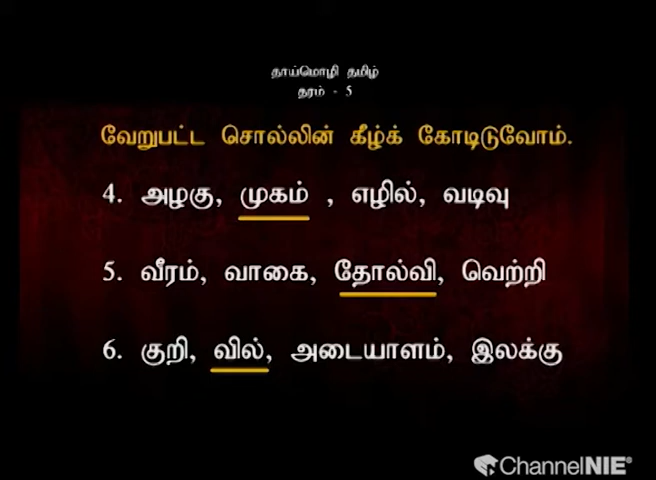 தாய்மொழி தமிழ்
தரம் - 5
வேறுபட்ட சொல்லின் கீழ்க் கோடிடுவோம்.
4. அழகு, முகம் , எழில், வடிவு
5. வீரம், வாகை, தோல்வி, வெற்றி
6. குறி, வில், அடையாளம், இலக்கு
ChannelNIE®